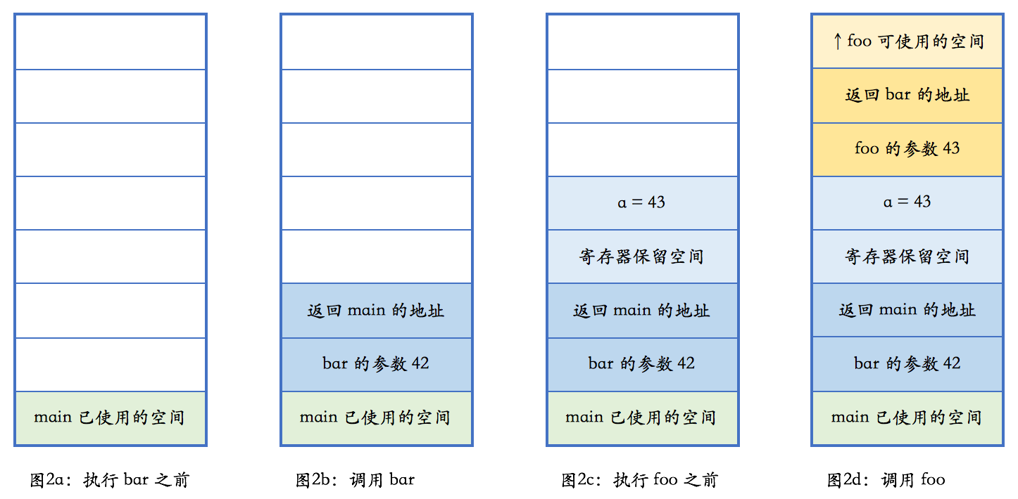 main 已使用的空间
图2a：执行 bar 之前
返回 main 的地址
bar 的参数 42
main 已使用的空间
图2b：调用 bar
a = 43
寄存器保留空间
返回 main 的地址
bar 的参数 42
main 已使用的空间
图2c：执行 foo 之前
↑ foo 可使用的空间
返回 bar 的地址
foo 的参数 43
a = 43
寄存器保留空间
返回 main 的地址
bar 的参数 42
main 已使用的空间
图2d：调用 foo